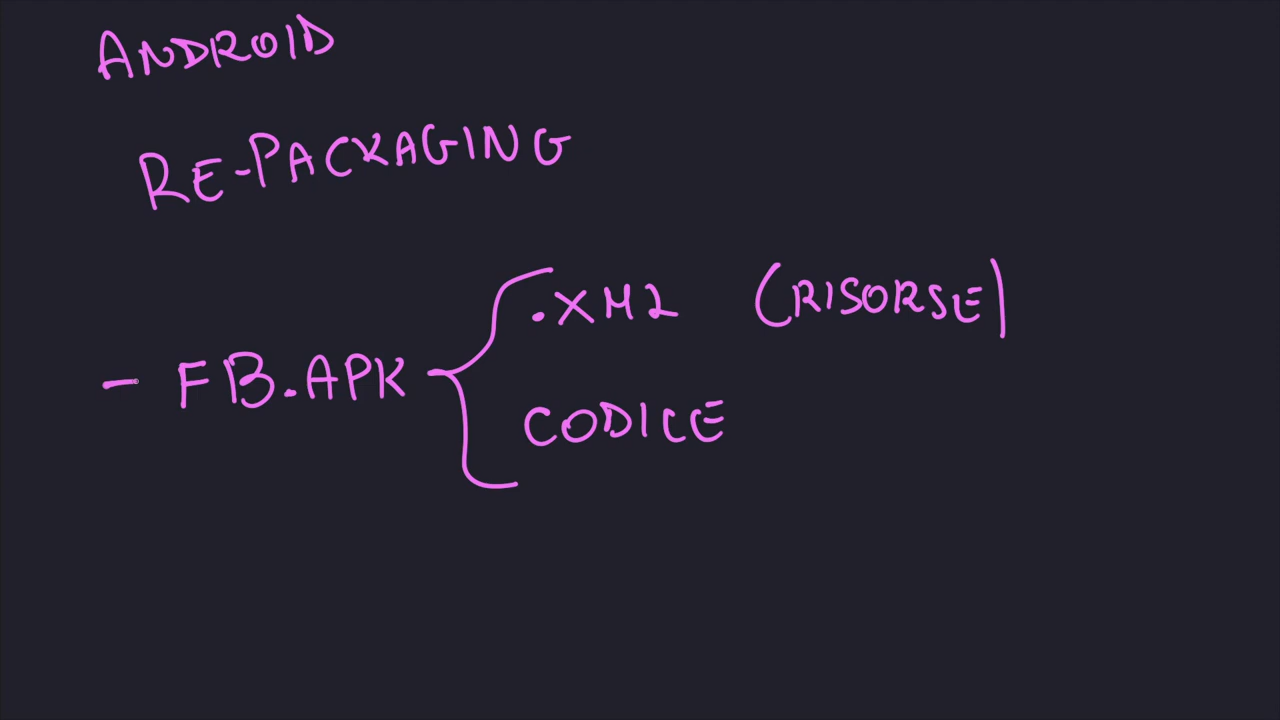 ANDROID
RE-PACKAGING
.XML (RISORSE)
- FB.APK
CODICE